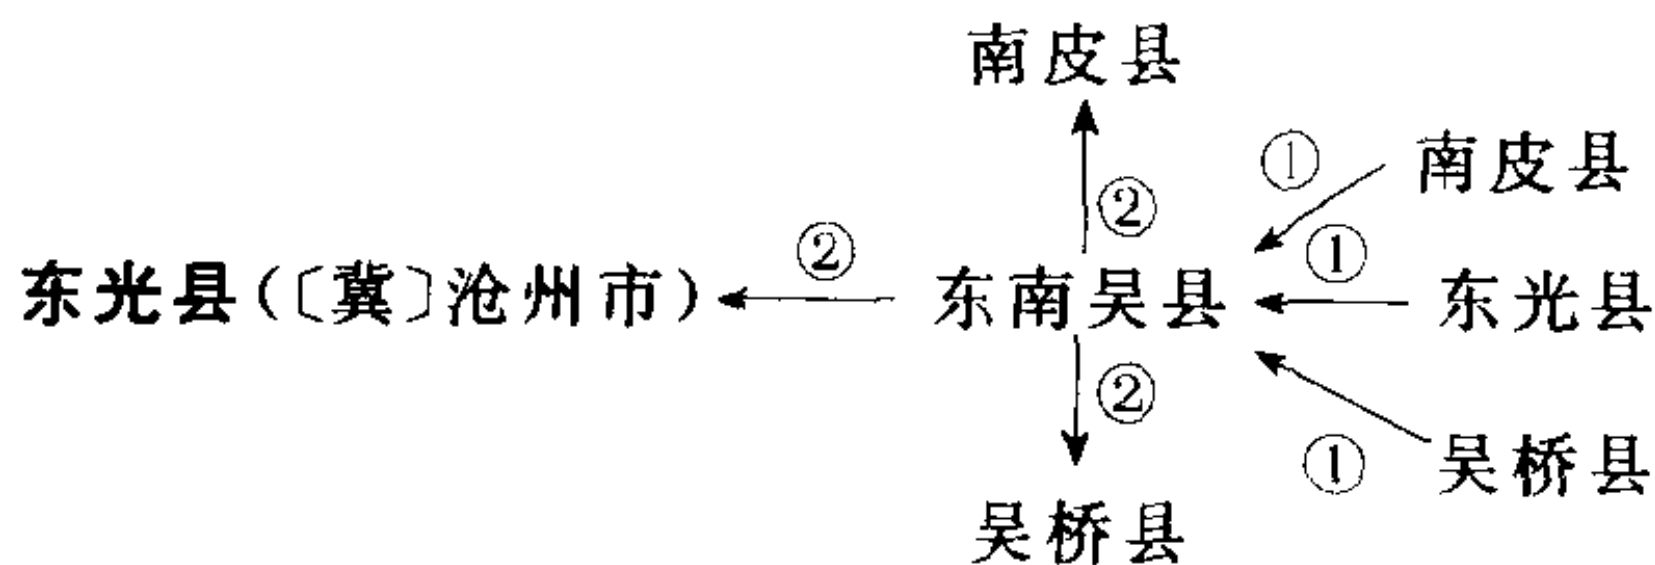 南皮县
① 南皮县
②
东光县(〔冀〕沧州市) ② 东南吴县 ① 东光县
②
① 吴桥县
吴桥县